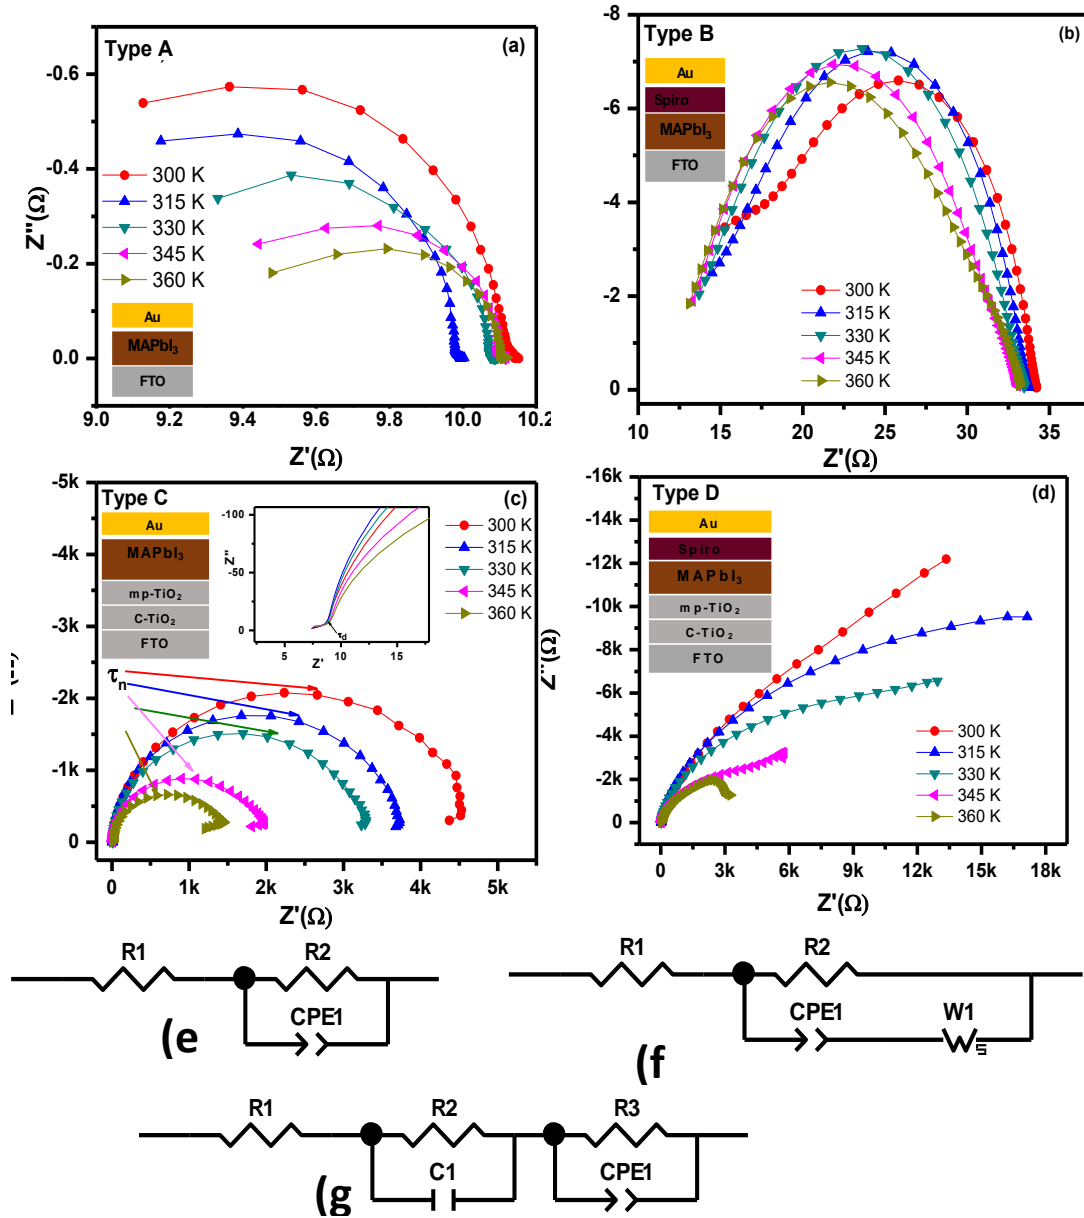 Type A
(a)
-0.6
-0.4
-0.2
0.0
Z''(Ω)
300 K
315 K
330 K
345 K
360 K
Au
MAPbI3
FTO
9.0 9.2 9.4 9.6 9.8 10.0 10.2
Z'(Ω)
Type B
(b)
-8
-6
-4
-2
0
Z''(Ω)
Au
Spiro
MAPbI3
FTO
300 K
315 K
330 K
345 K
360 K
10 15 20 25 30 35
Z'(Ω)
Type C
(c)
-5k
-4k
-3k
-2k
-1k
0
Au
MAPbI3
mp-TiO2
C-TiO2
FTO
-100
-50
0
Z''
τd
5 10 15
Z'
300 K
315 K
330 K
345 K
360 K
τn
0 1k 2k 3k 4k 5k
Z'(Ω)
Type D
(d)
-16k
-14k
-12k
-10k
-8k
-6k
-4k
-2k
0
Z''(Ω)
Au
Spiro
MAPbI3
mp-TiO2
C-TiO2
FTO
300 K
315 K
330 K
345 K
360 K
0 3k 6k 9k 12k 15k 18k
Z'(Ω)
R1 R2
CPE1
(e
R1 R2
CPE1 W1
(f
R1 R2 R3
C1 CPE1
(g